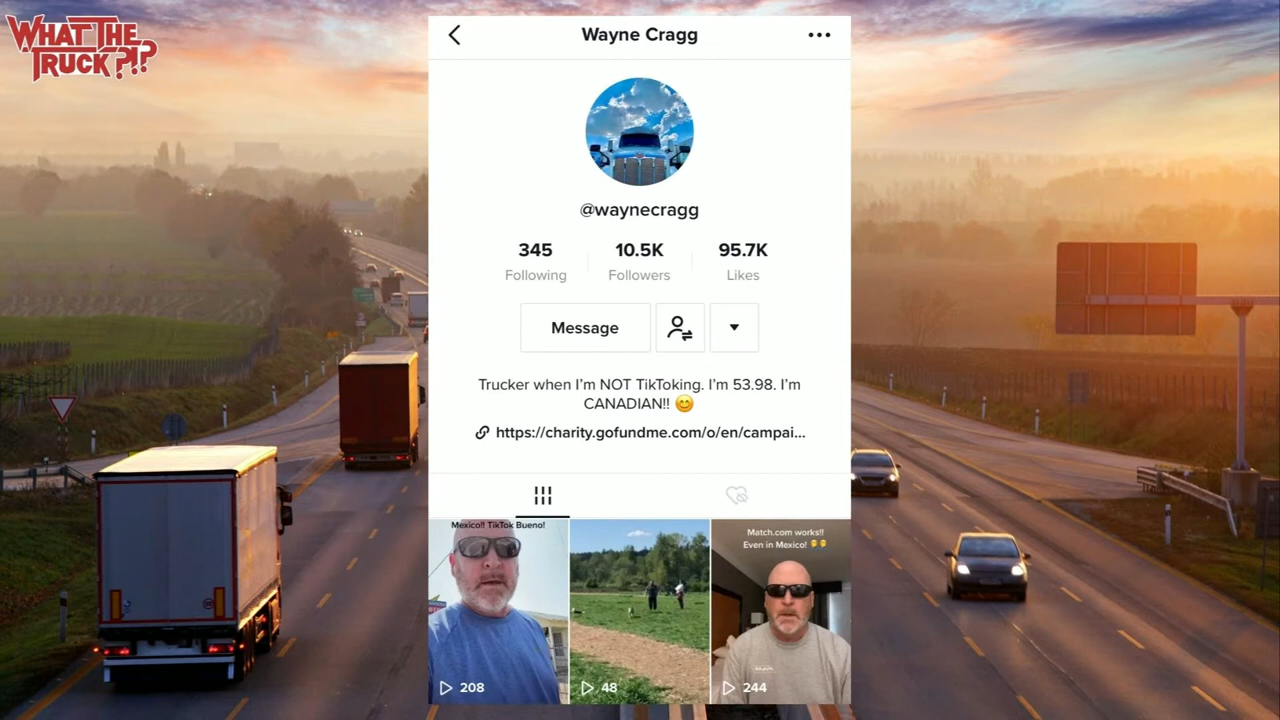 WHAT THE
TRUCK?!?
Wayne Cragg
@waynecragg
345
Following
10.5K
Followers
95.7K
Likes
Message
Trucker when I'm NOT TikToking. I'm 53.98. I'm
CANADIAN!! 😊
https://charity.gofundme.com/o/en/campai...
Mexico!! TikTok Bueno!
208
48
Match.com works!!
Even in Mexico!
244